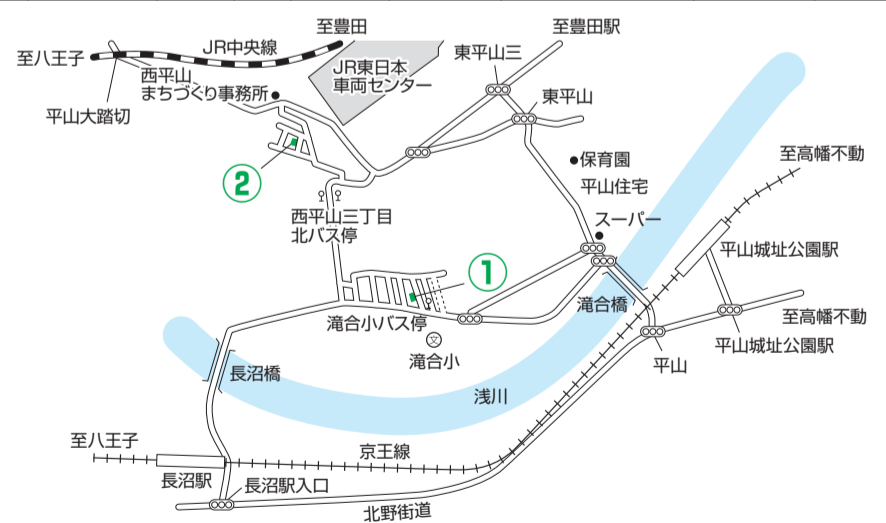 至豊田
至豊田駅
JR中央線
至八王子
東平山三
西平山
まちづくり事務所
JR東日本
車両センター
平山大踏切
東平山
保育園
至高幡不動
②
平山住宅
西平山三丁目
北バス停
スーパー
平山城址公園駅
①
滝合橋
滝合小バス停
至高幡不動
文
滝合小
平山
平山城址公園駅
長沼橋
浅川
至八王子
京王線
長沼駅
長沼駅入口
北野街道